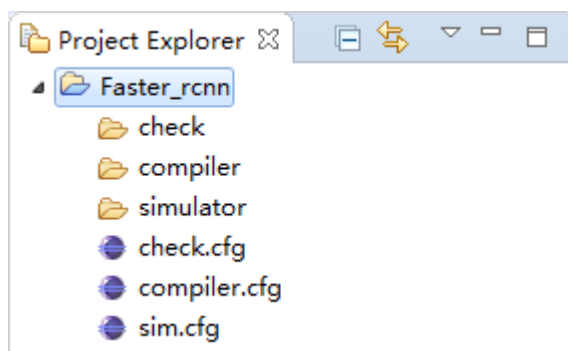 Project Explorer
Faster_rcnn
check
compiler
simulator
check.cfg
compiler.cfg
sim.cfg